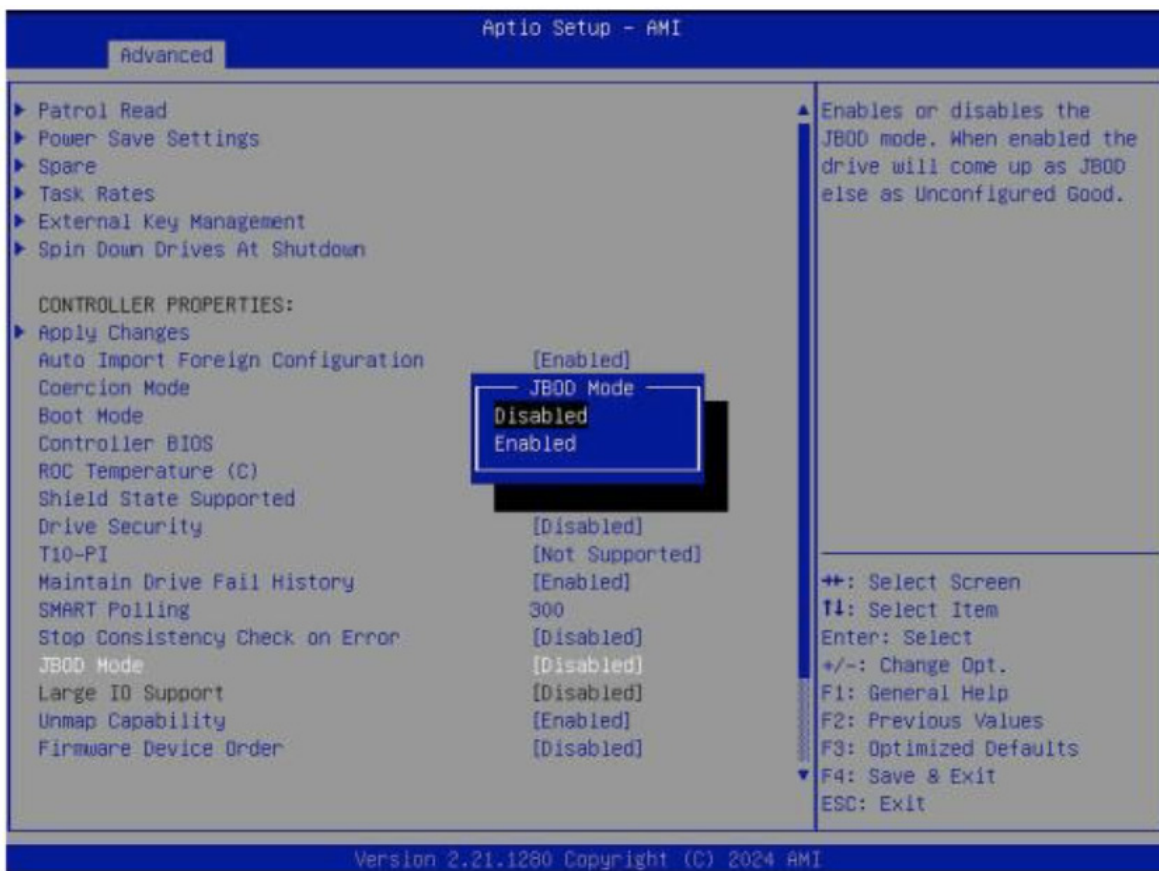 Aptio Setup - AMI
Advanced
Patrol Read
Power Save Settings
Spare
Task Rates
External Key Management
Spin Down Drives At Shutdown
CONTROLLER PROPERTIES:
Apply Changes
Auto Import Foreign Configuration [Enabled]
Coercion Mode
Boot Mode
Controller BIOS
ROC Temperature (C)
Shield State Supported
Drive Security [Disabled]
T10-PI [Not Supported]
Maintain Drive Fail History [Enabled]
SMART Polling 300
Stop Consistency Check on Error [Disabled]
JBOD Mode [Disabled]
Large IO Support [Disabled]
Unmap Capability [Enabled]
Firmware Device Order [Disabled]
JBOD Mode
Disabled
Enabled
Enables or disables the
JBOD mode. When enabled the
drive will come up as JBOD
else as Unconfigured Good.
→←: Select Screen
↑↓: Select Item
Enter: Select
+/-: Change Opt.
F1: General Help
F2: Previous Values
F3: Optimized Defaults
F4: Save & Exit
ESC: Exit
Version 2.21.1280 Copyright (C) 2024 AMI